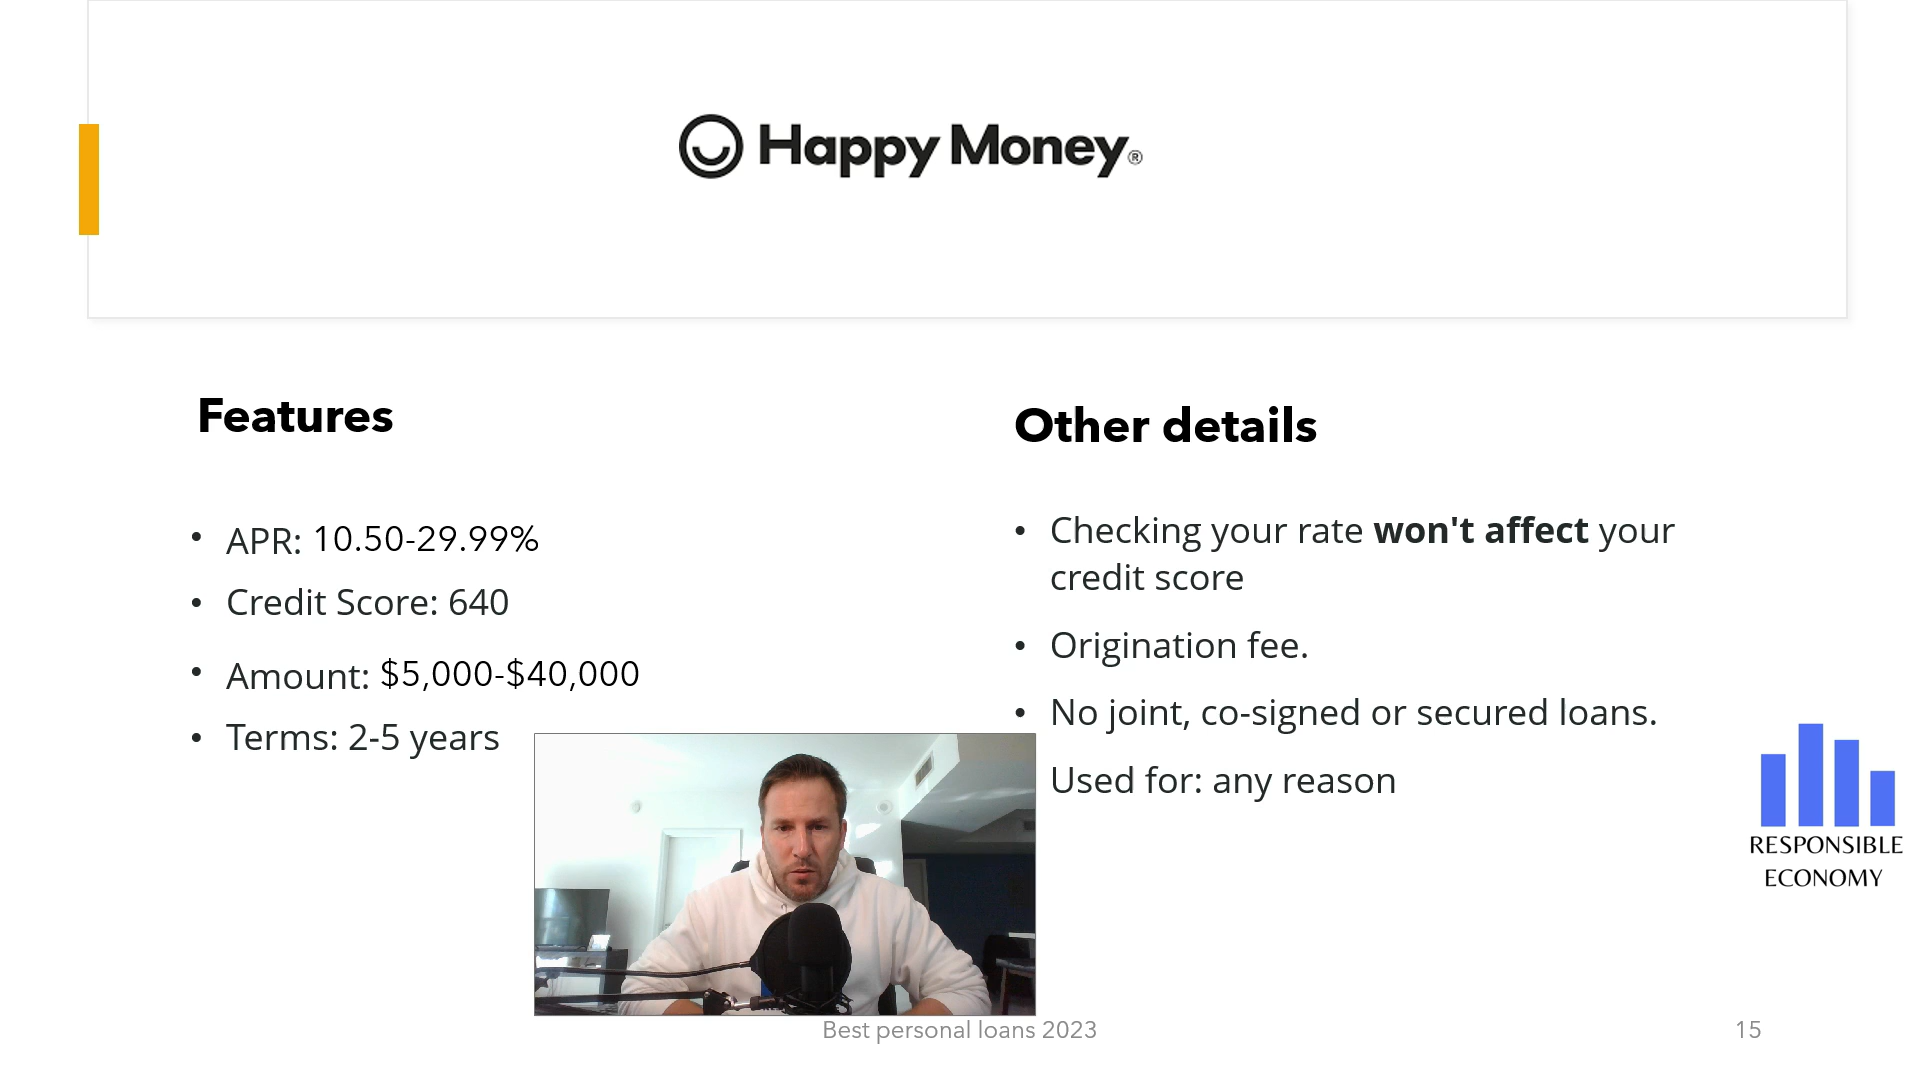 Happy Money®
Features
• APR: 10.50-29.99%
• Credit Score: 640
• Amount: $5,000-$40,000
• Terms: 2-5 years
Other details
• Checking your rate won't affect your
credit score
• Origination fee.
• No joint, co-signed or secured loans.
Used for: any reason
RESPONSIBLE
ECONOMY
Best personal loans 2023
15